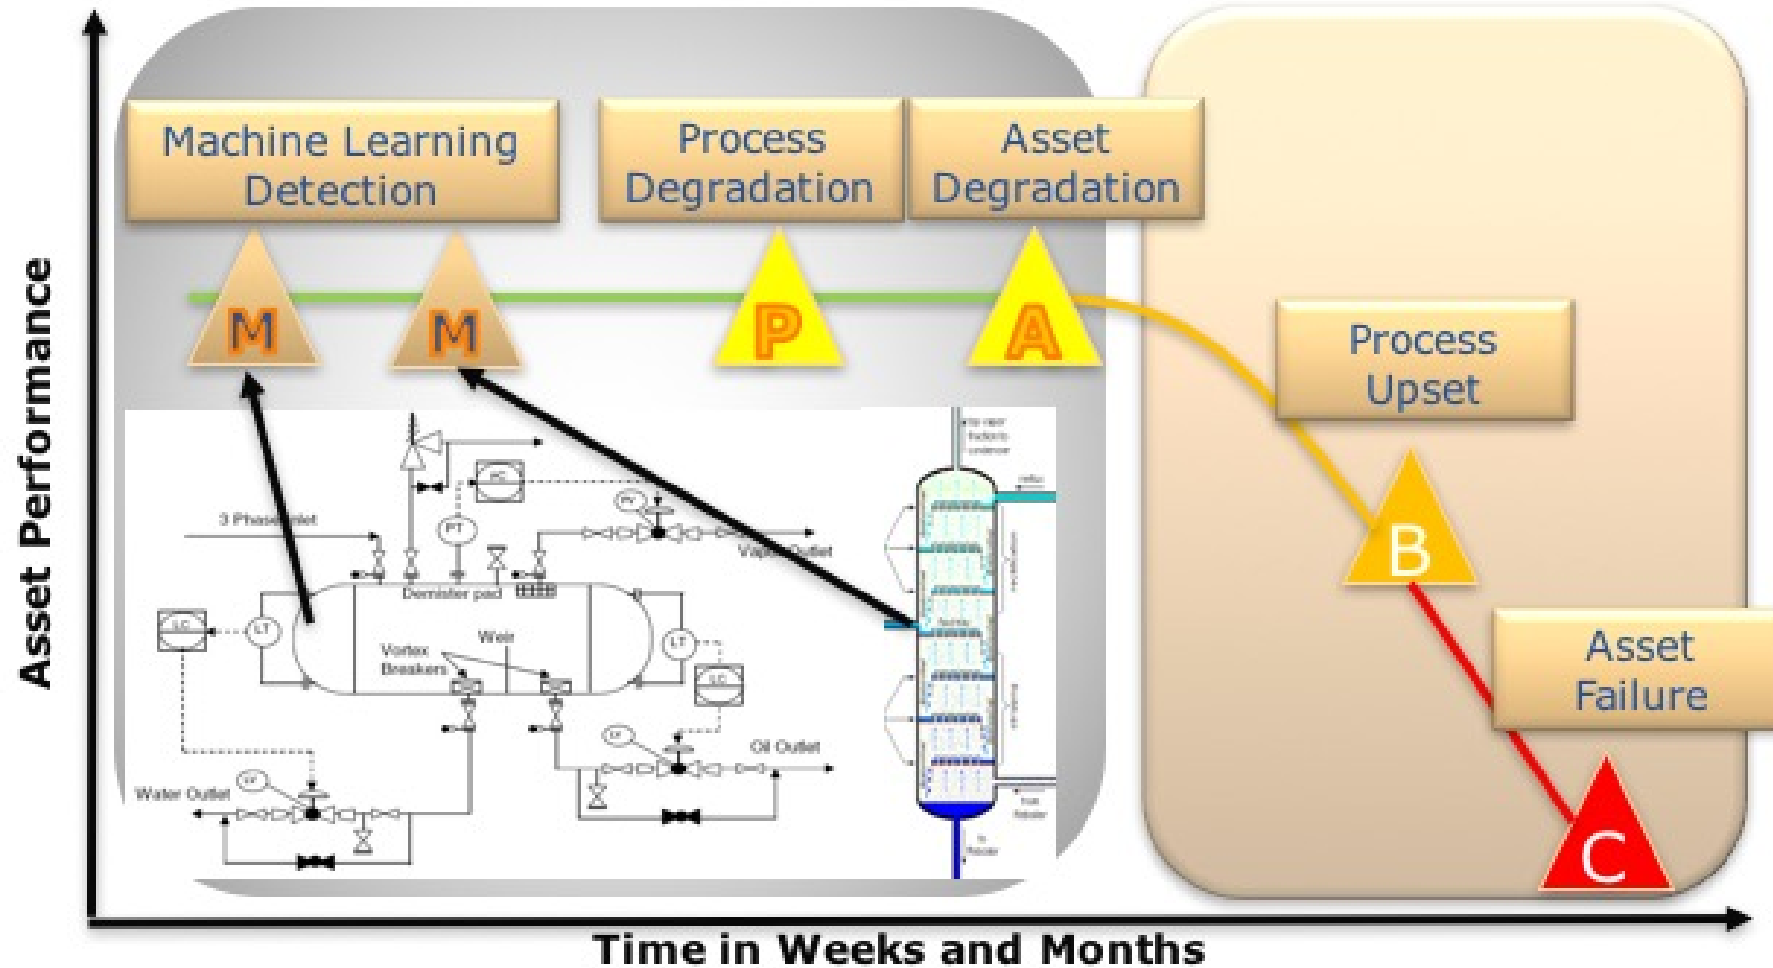 Machine Learning
Detection
Process
Degradation
Asset
Degradation
M
M
P
A
Process
Upset
B
Asset
Failure
C
Asset Performance
3 Phase Inlet
PT
Vapor Outlet
Demister pad
LC
LT
Weir
Vortex
Breakers
LT
LC
Oil Outlet
Water Outlet
reflux
Time in Weeks and Months